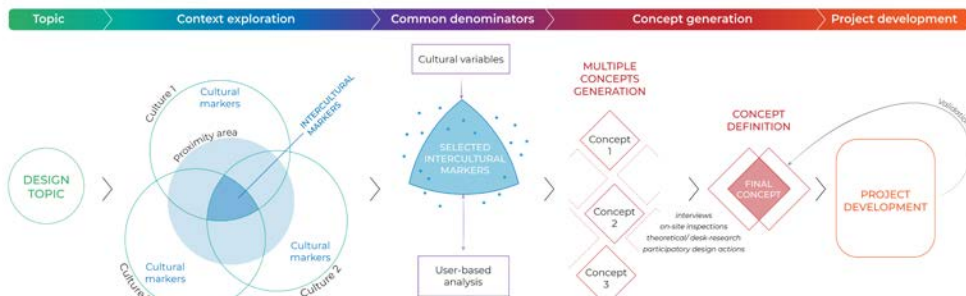 Topic
Context exploration
Common denominators
Concept generation
Project development
DESIGN
TOPIC
Culture 1
Cultural
markers
Proximity area
INTERCULTURAL
MARKERS
Cultural
markers
Culture
Cultural
markers
Culture 2
Cultural variables
SELECTED
INTERCULTURAL
MARKERS
User-based
analysis
MULTIPLE
CONCEPTS
GENERATION
Concept
1
Concept
2
Concept
3
interviews
on-site inspections
theoretical/ desk-research
participatory design actions
CONCEPT
DEFINITION
FINAL
CONCEPT
validation
PROJECT
DEVELOPMENT